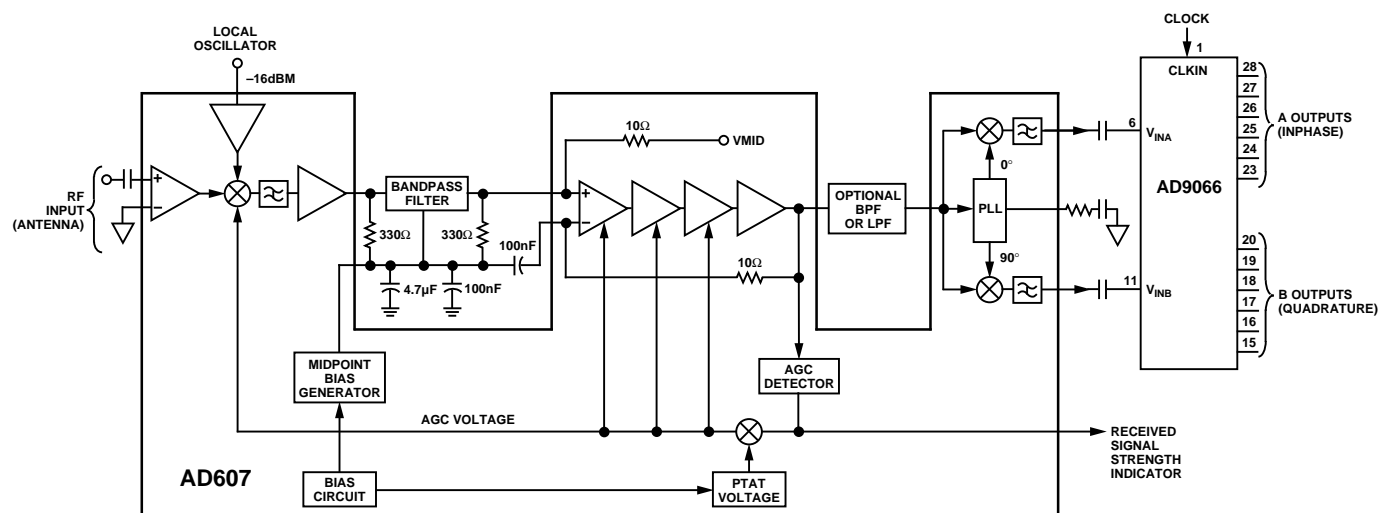 LOCAL
OSCILLATOR
–16dBM
RF
INPUT
(ANTENNA)
+
–
BANDPASS
FILTER
330Ω
330Ω
4.7µF
100nF
100nF
10Ω
VMID
+
–
10Ω
OPTIONAL
BPF
OR LPF
0°
PLL
90°
CLOCK
1
CLKIN
6
VINA
11
VINB
AD9066
28
27
26
25
24
23
A OUTPUTS
(INPHASE)
20
19
18
17
16
15
B OUTPUTS
(QUADRATURE)
MIDPOINT
BIAS
GENERATOR
AGC
DETECTOR
AGC VOLTAGE
RECEIVED
SIGNAL
STRENGTH
INDICATOR
AD607
BIAS
CIRCUIT
PTAT
VOLTAGE